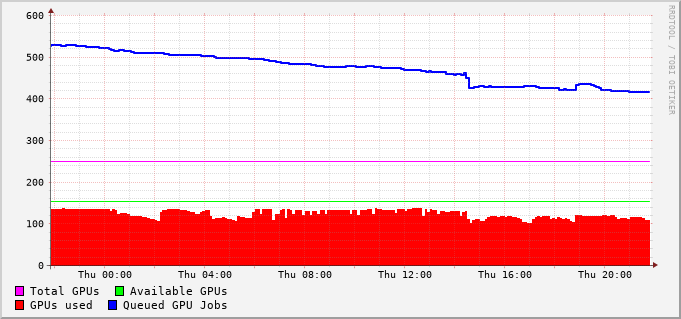 RRDTOOL / TOBI OETIKER
600
500
400
300
200
100
0
Thu 00:00 Thu 04:00 Thu 08:00 Thu 12:00 Thu 16:00 Thu 20:00
Total GPUs Available GPUs
GPUs used Queued GPU Jobs